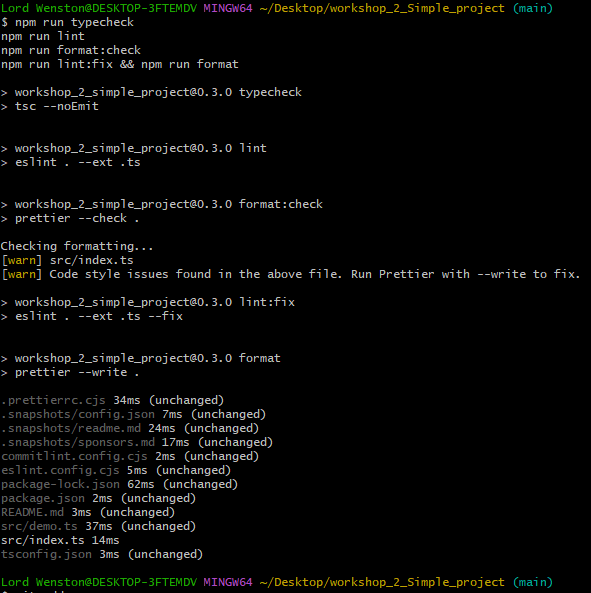 Lord Wenston@DESKTOP-3FTEMDV MINGW64 ~/Desktop/workshop_2_Simple_project (main)
$ npm run typecheck
npm run lint
npm run format:check
npm run lint:fix && npm run format
> workshop_2_simple_project@0.3.0 typecheck
> tsc --noEmit
> workshop_2_simple_project@0.3.0 lint
> eslint . --ext .ts
> workshop_2_simple_project@0.3.0 format:check
> prettier --check .
Checking formatting...
[warn] src/index.ts
[warn] Code style issues found in the above file. Run Prettier with --write to fix.
> workshop_2_simple_project@0.3.0 lint:fix
> eslint . --ext .ts --fix
> workshop_2_simple_project@0.3.0 format
> prettier --write .
.prettierrc.cjs 34ms (unchanged)
.snapshots/config.json 7ms (unchanged)
.snapshots/readme.md 24ms (unchanged)
.snapshots/sponsors.md 17ms (unchanged)
commitlint.config.cjs 2ms (unchanged)
eslint.config.cjs 5ms (unchanged)
package-lock.json 62ms (unchanged)
package.json 2ms (unchanged)
README.md 3ms (unchanged)
src/demo.ts 37ms (unchanged)
src/index.ts 14ms
tsconfig.json 3ms (unchanged)
Lord Wenston@DESKTOP-3FTEMDV MINGW64 ~/Desktop/workshop_2_Simple_project (main)